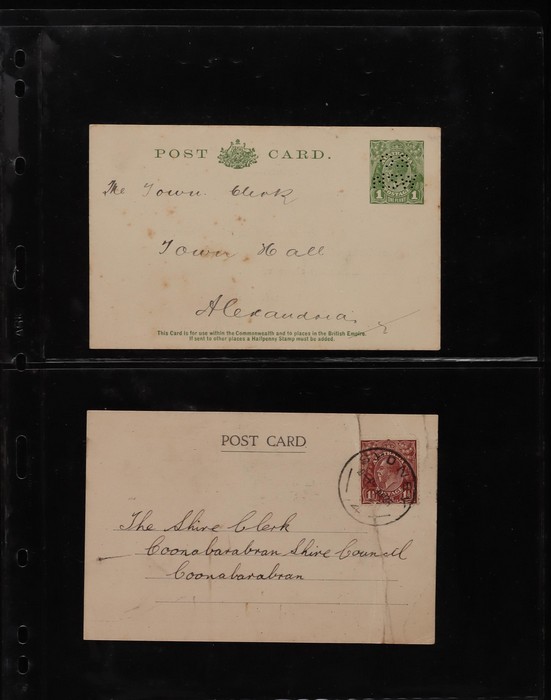 POST CARD.
The Town Clerk
Town Hall
Alexandria
This Card is for use within the Commonwealth and to places in the British Empire.
If sent to other places a Halfpenny Stamp must be added.
POST CARD
SYDNEY
The Shire Clerk
Coonabarabran Shire Council
Coonabarabran